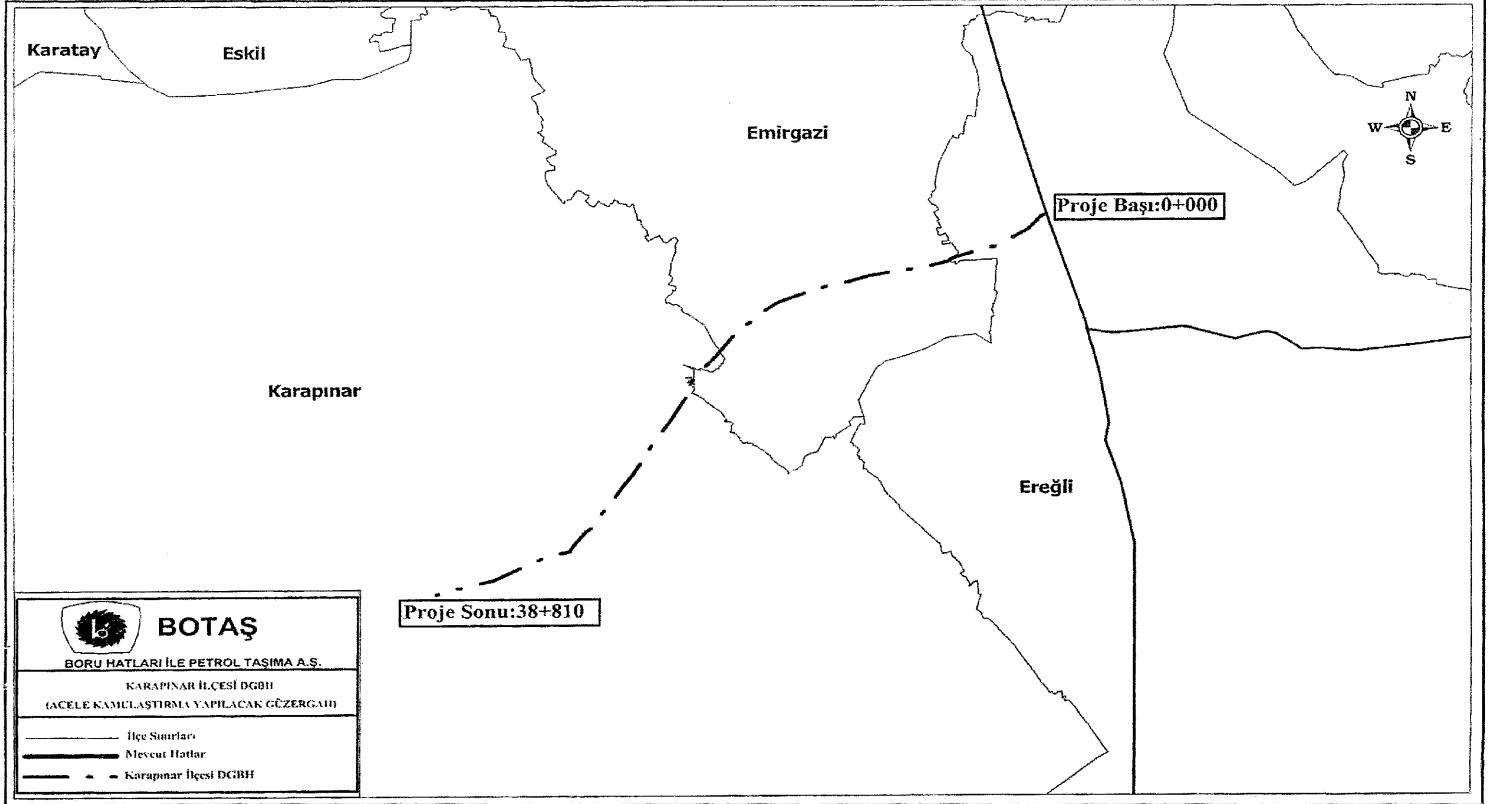 Karatay
Eskil
Emirgazi
N
W E
S
Proje Başı:0+000
Karapınar
Ereğli
Proje Sonu:38+810
BOTAŞ
BORU HATLARI İLE PETROL TAŞIMA A.Ş.
KARAPINAR İLÇESİ DGBH
(ACELE KAMULAŞTIRMA YAPILACAK GÜZERGAH)
İlçe Sınırları
Mevcut Hatlar
Karapınar İlçesi DGBH